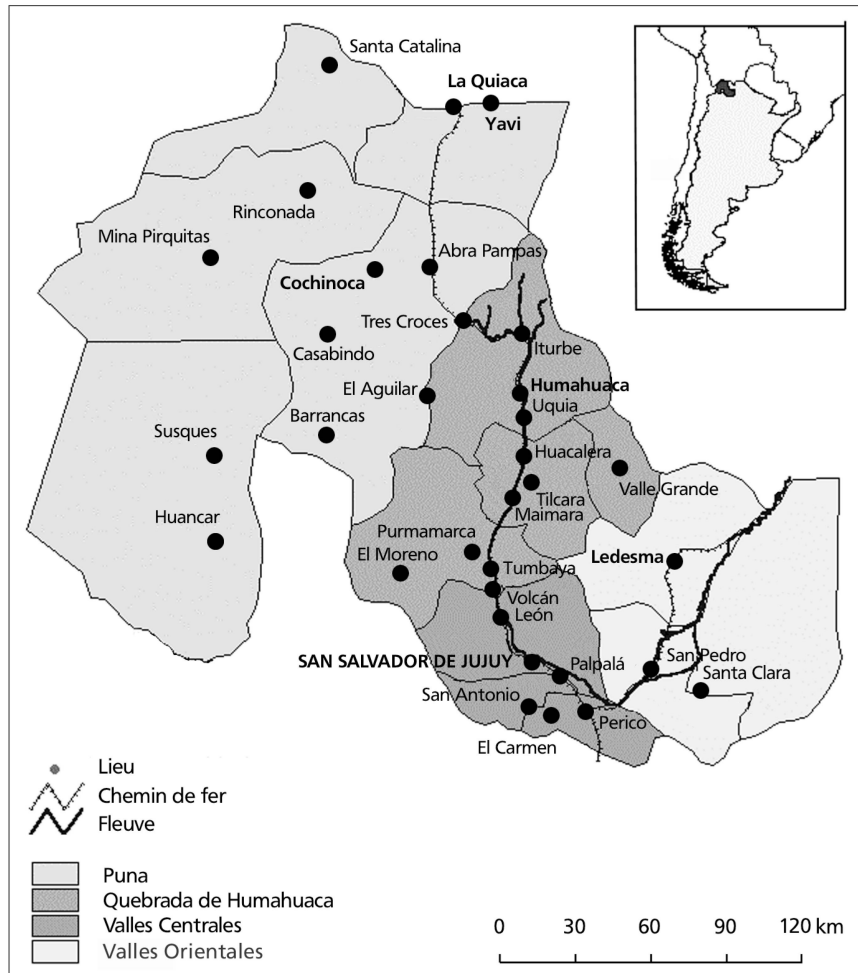 Santa Catalina
La Quiaca
Yavi
Rinconada
Mina Pirquitas
Abra Pampas
Cochinoca
Tres Croces
Iturbe
Casabindo
El Aguilar
Humahuaca
Uquia
Barrancas
Susques
Huacalera
Valle Grande
Tilcara
Maimara
Huancar
Purmamarca
El Moreno
Ledesma
Tumbaya
Volcán
León
SAN SALVADOR DE JUJUY
Palpalá
San Pedro
Santa Clara
San Antonio
Perico
El Carmen
Lieu
Chemin de fer
Fleuve
Puna
Quebrada de Humahuaca
Valles Centrales
Valles Orientales
0 30 60 90 120 km